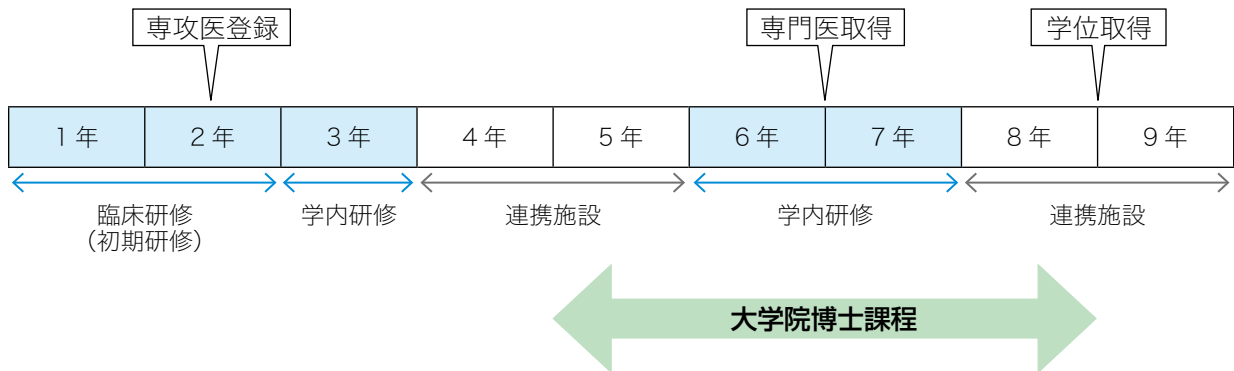 専攻医登録
専門医取得
学位取得
1年
2年
3年
4年
5年
6年
7年
8年
9年
臨床研修
（初期研修）
学内研修
連携施設
学内研修
連携施設
大学院博士課程